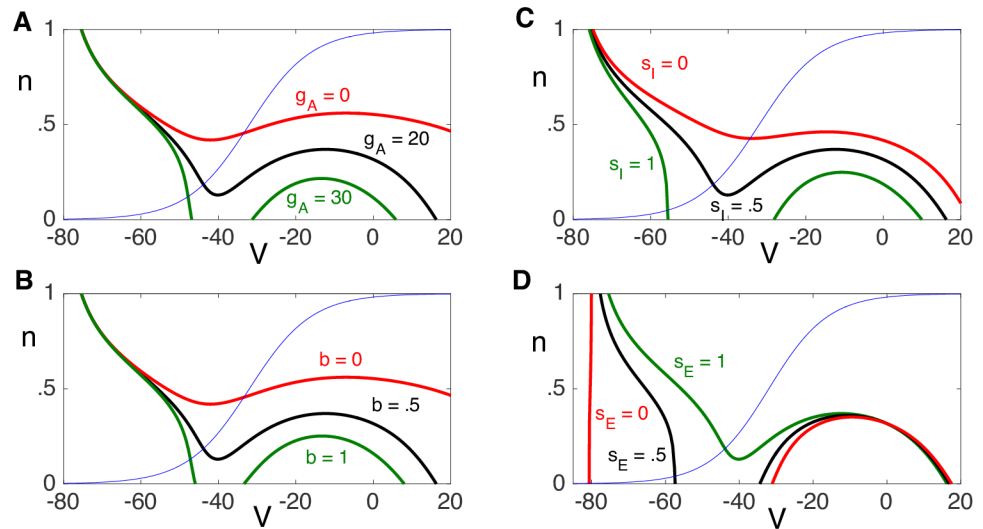 A
1
n
.5
0
g_A = 0
g_A = 20
g_A = 30
-80 -60 -40 -20 0 20
V
B
1
n
.5
0
b = 0
b = .5
b = 1
-80 -60 -40 -20 0 20
V
C
1
n
.5
0
s_I = 0
s_I = 1
s_I = .5
-80 -60 -40 -20 0 20
V
D
1
n
.5
0
s_E = 1
s_E = 0
s_E = .5
-80 -60 -40 -20 0 20
V